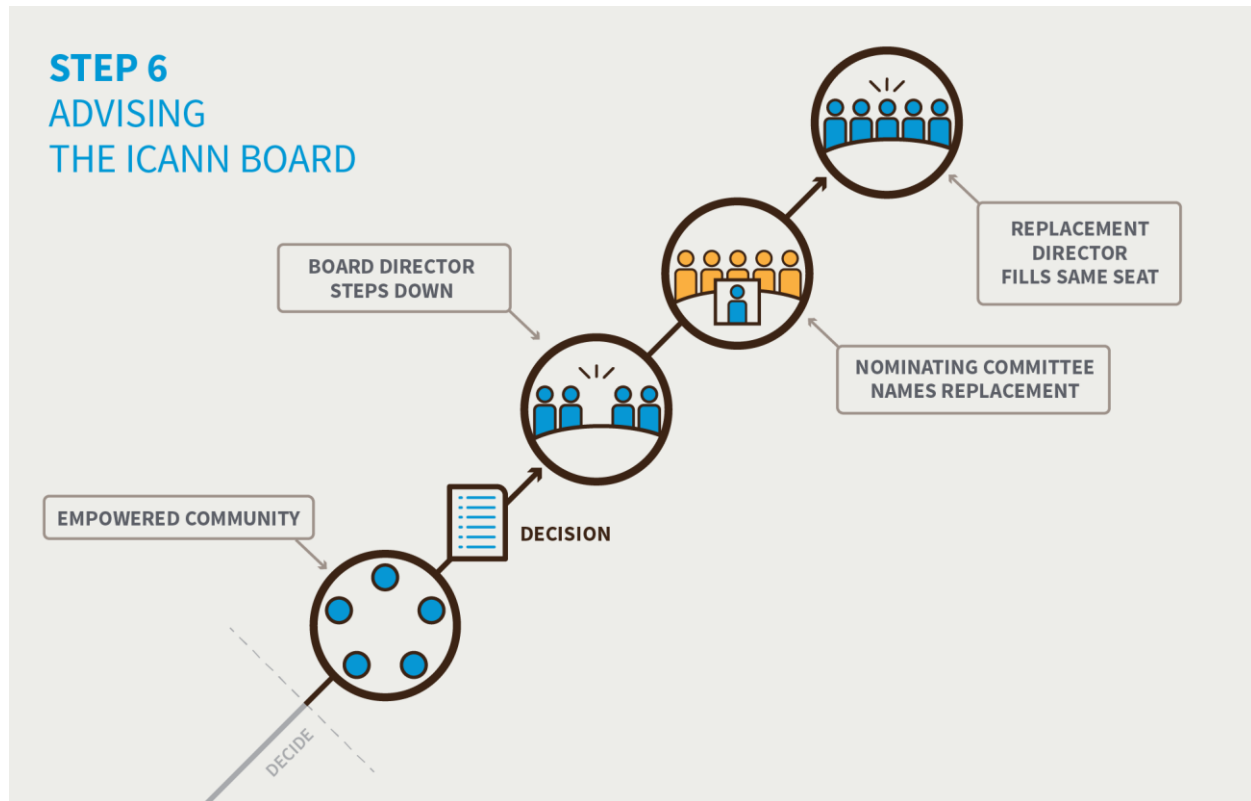 STEP 6
ADVISING
THE ICANN BOARD
REPLACEMENT
DIRECTOR
FILLS SAME SEAT
BOARD DIRECTOR
STEPS DOWN
NOMINATING COMMITTEE
NAMES REPLACEMENT
EMPOWERED COMMUNITY
DECISION
DECIDE